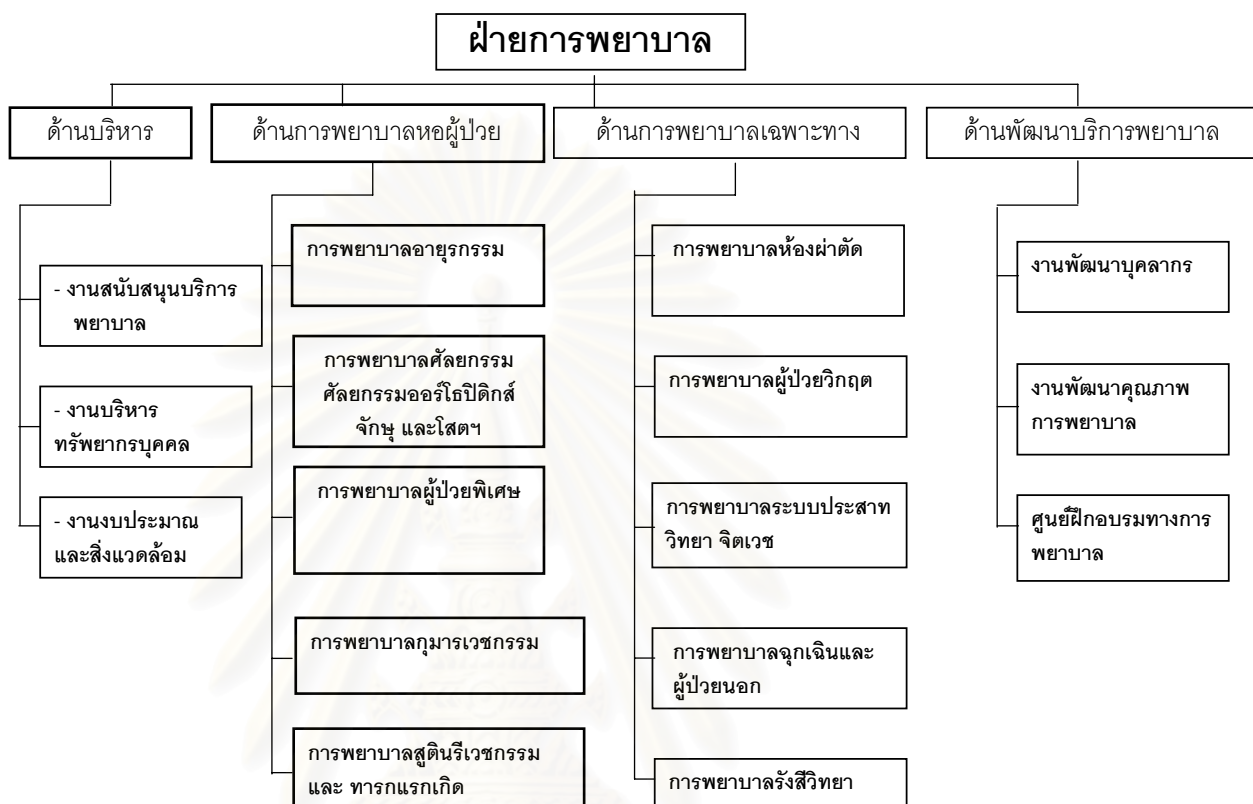 ฝ่ายการพยาบาล
ด้านบริหาร
ด้านการพยาบาลหอผู้ป่วย
ด้านการพยาบาลเฉพาะทาง
ด้านพัฒนาบริการพยาบาล
- งานสนับสนุนบริการ
พยาบาล
- งานบริหาร
ทรัพยากรบุคคล
- งานงบประมาณ
และสิ่งแวดล้อม
การพยาบาลอายุรกรรม
การพยาบาลศัลยกรรม
ศัลยกรรมออร์โธปิดิกส์
จักษุ และโสตฯ
การพยาบาลผู้ป่วยพิเศษ
การพยาบาลกุมารเวชกรรม
การพยาบาลสูตินรีเวชกรรม
และ ทารกแรกเกิด
การพยาบาลห้องผ่าตัด
การพยาบาลผู้ป่วยวิกฤต
การพยาบาลระบบประสาท
วิทยา จิตเวช
การพยาบาลฉุกเฉินและ
ผู้ป่วยนอก
การพยาบาลรังสีวิทยา
งานพัฒนาบุคลากร
งานพัฒนาคุณภาพ
การพยาบาล
ศูนย์ฝึกอบรมทางการ
พยาบาล